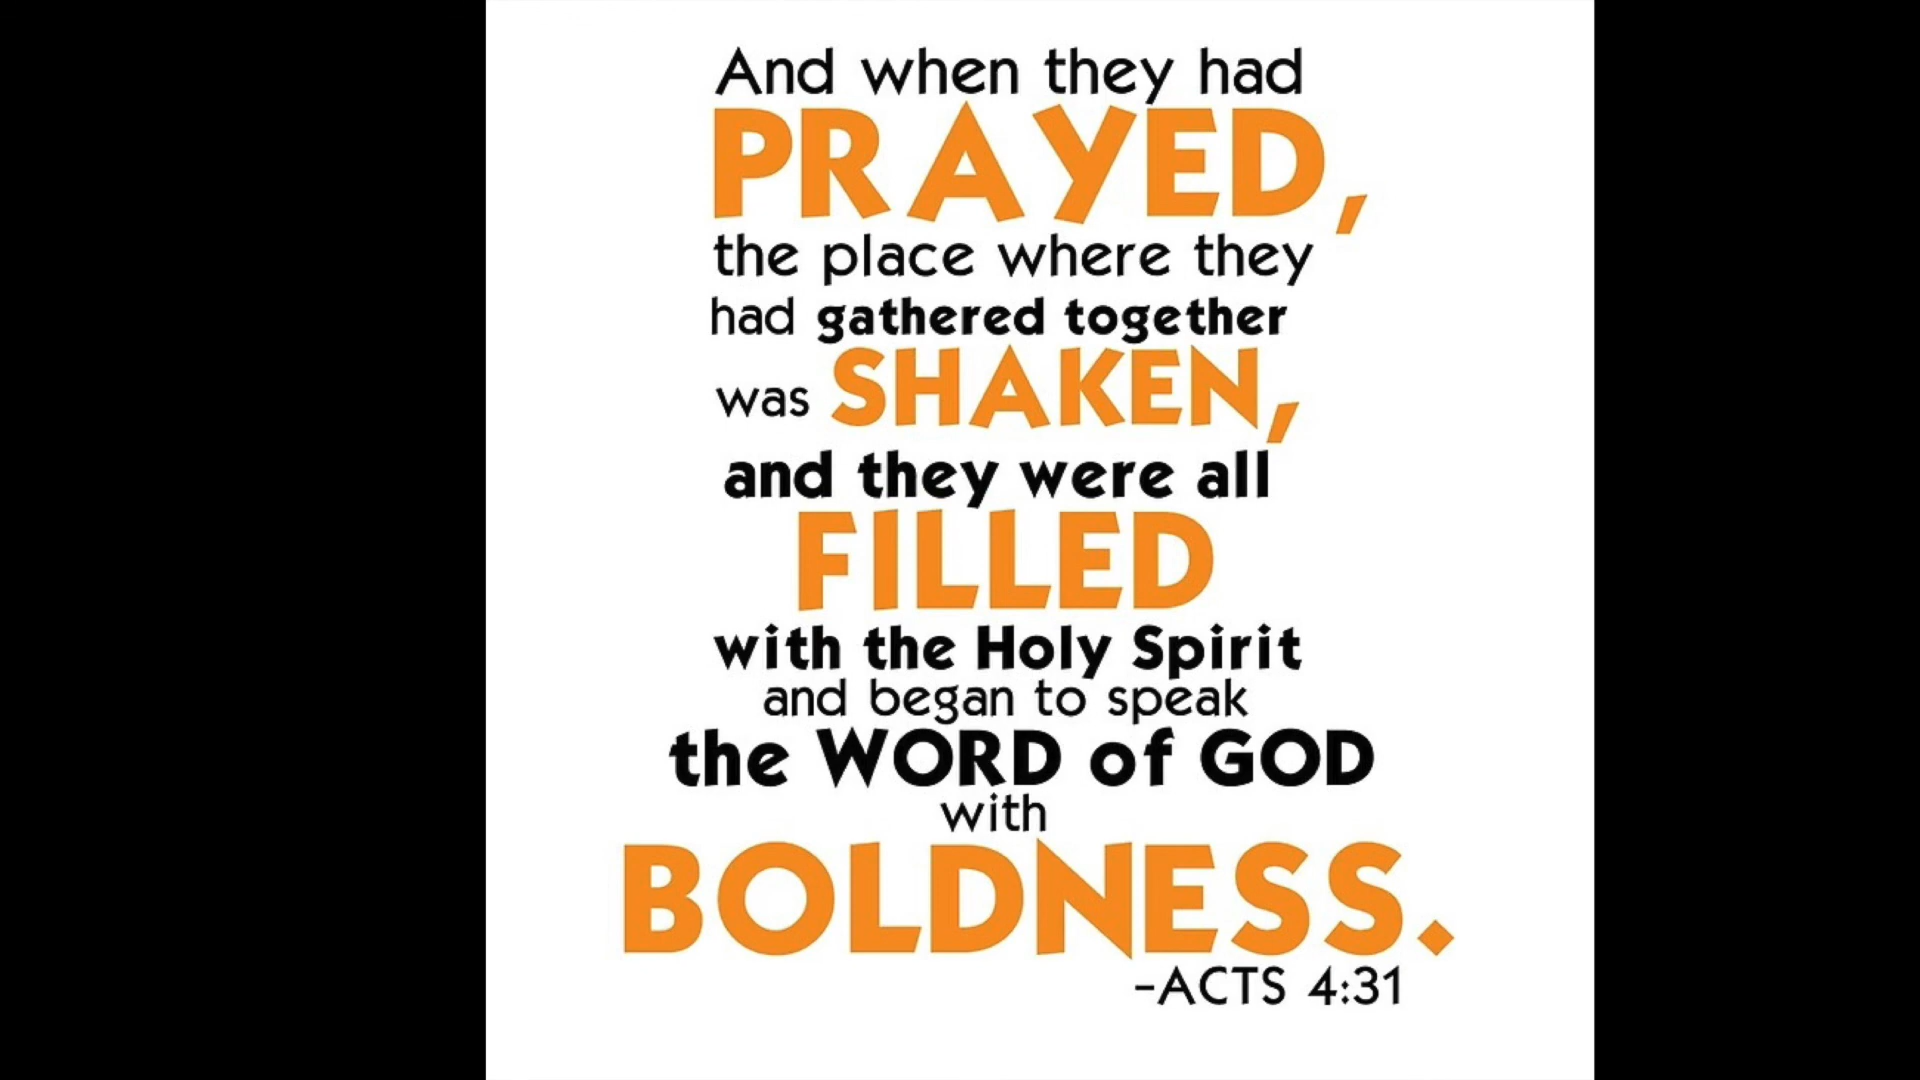 And when they had
PRAYED,
the place where they
had gathered together
was SHAKEN,
and they were all
FILLED
with the Holy Spirit
and began to speak
the WORD of GOD
with
BOLDNESS.
-ACTS 4:31